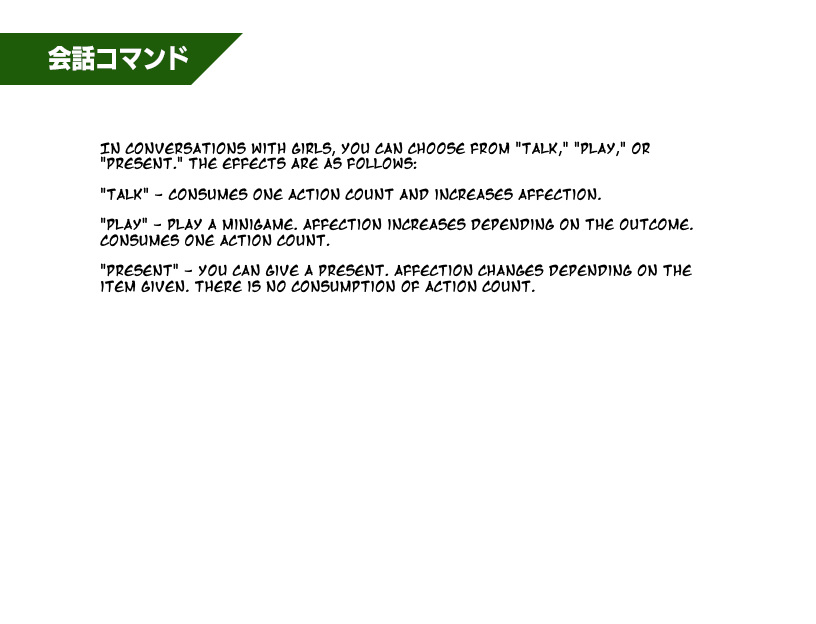 会話コマンド
IN CONVERSATIONS WITH GIRLS, YOU CAN CHOOSE FROM "TALK," "PLAY," OR
"PRESENT." THE EFFECTS ARE AS FOLLOWS:
"TALK" - CONSUMES ONE ACTION COUNT AND INCREASES AFFECTION.
"PLAY" - PLAY A MINIGAME. AFFECTION INCREASES DEPENDING ON THE OUTCOME.
CONSUMES ONE ACTION COUNT.
"PRESENT" - YOU CAN GIVE A PRESENT. AFFECTION CHANGES DEPENDING ON THE
ITEM GIVEN. THERE IS NO CONSUMPTION OF ACTION COUNT.